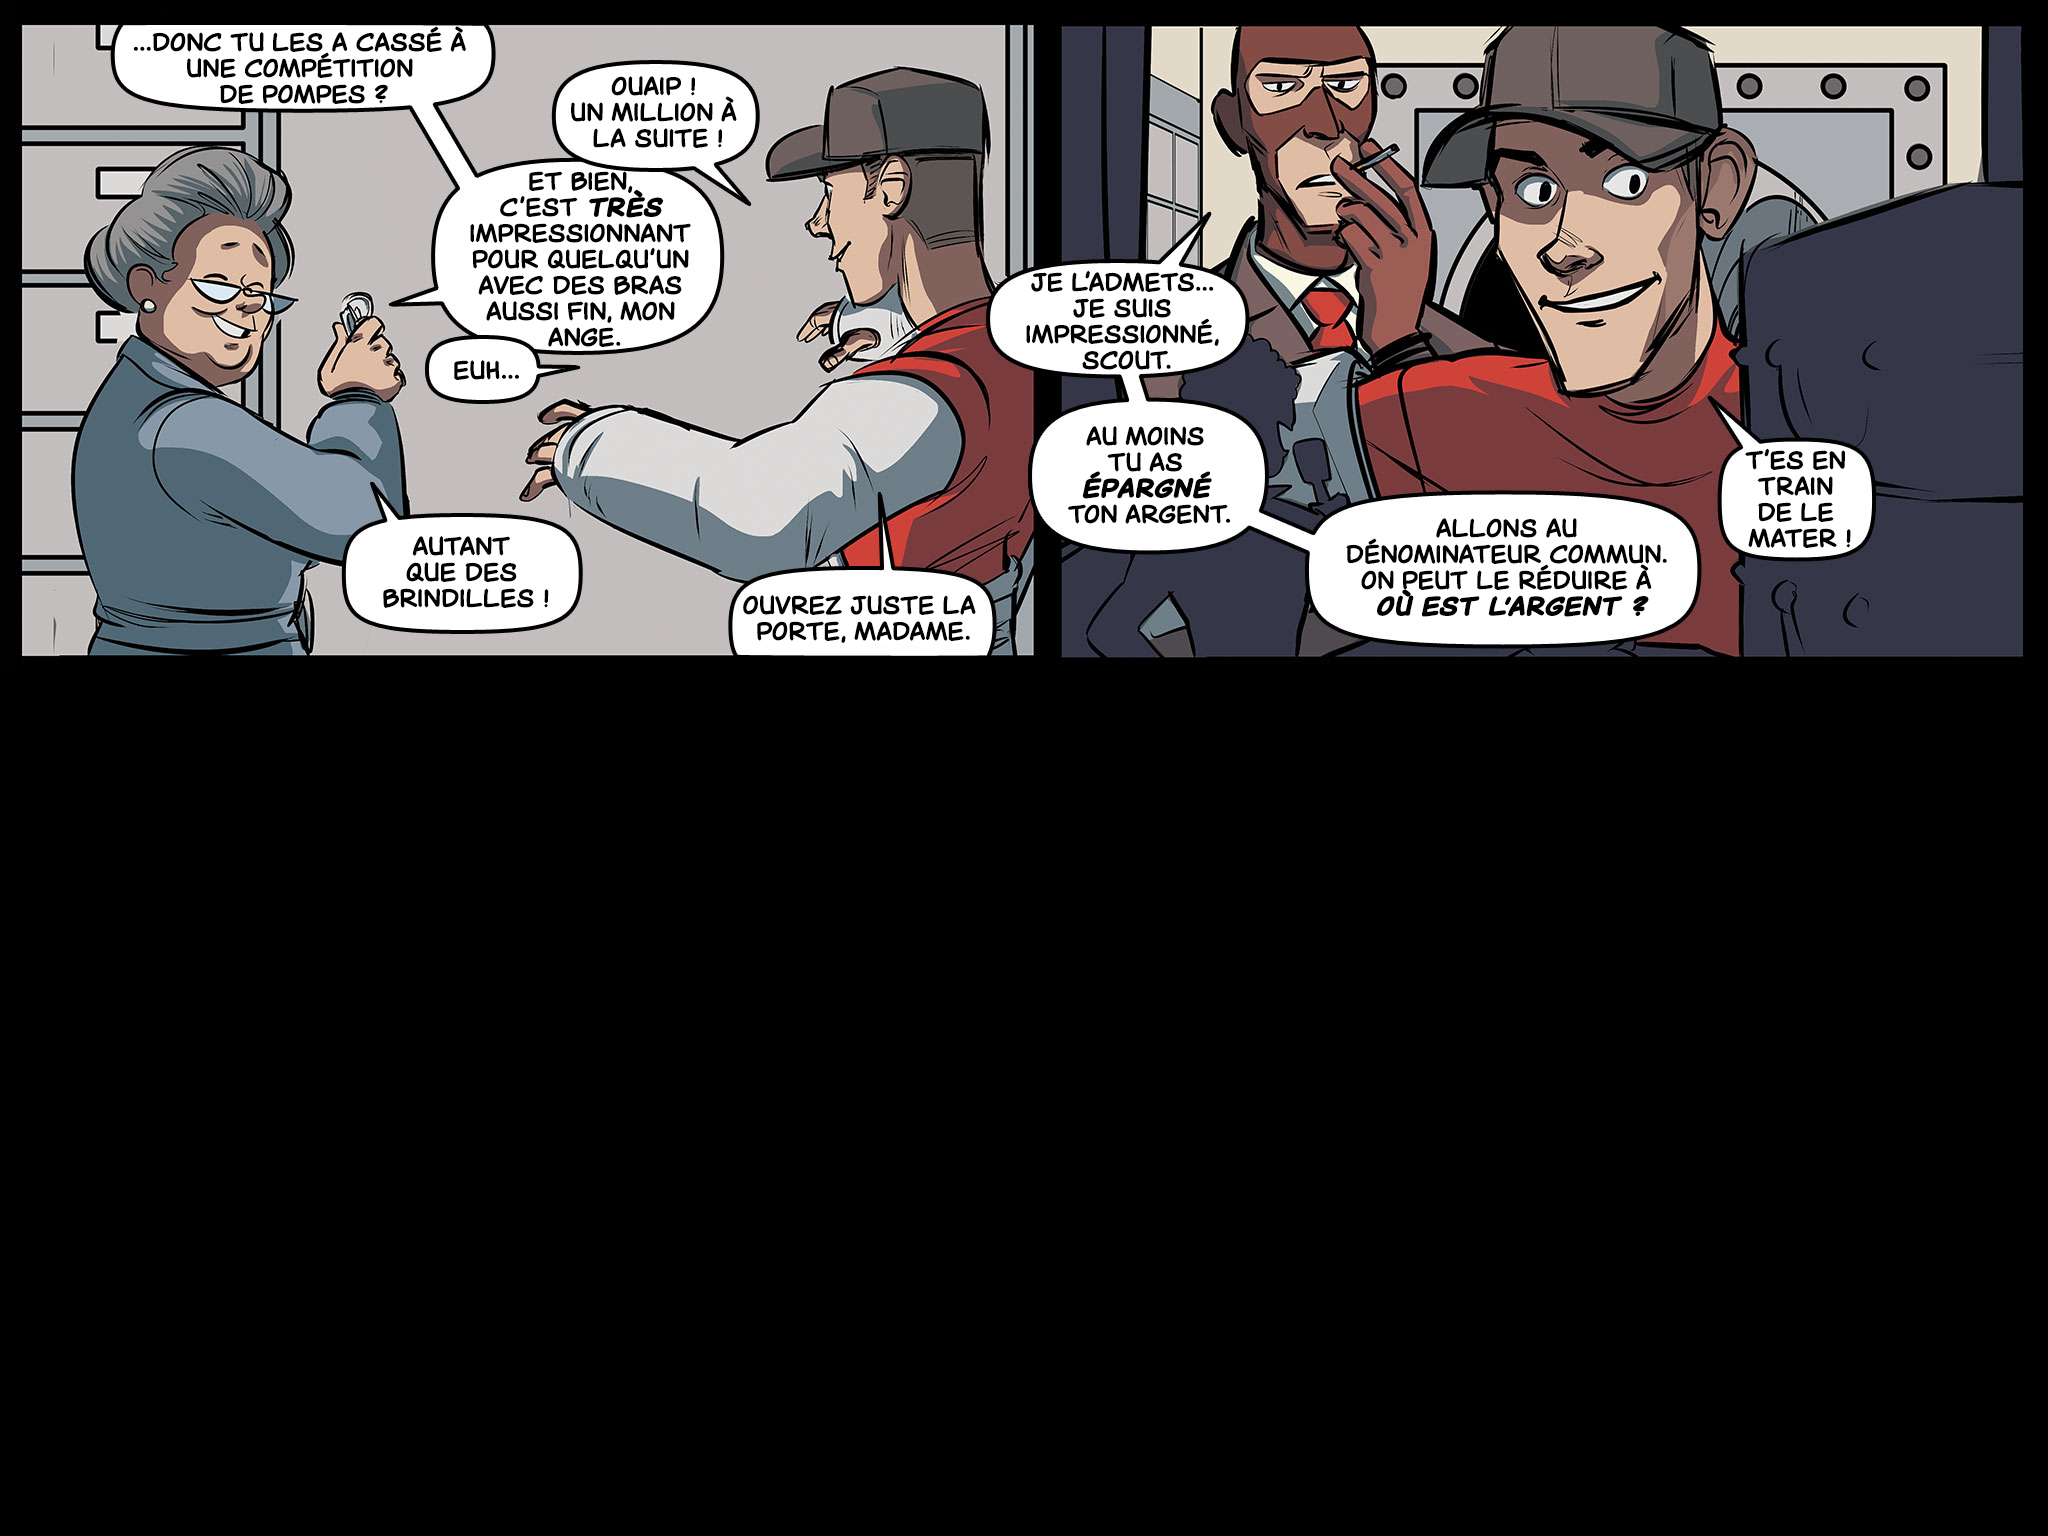 ...DONC TU LES A CASSÉ À
UNE COMPÉTITION
DE POMPES ?
OUAIP !
UN MILLION À
LA SUITE !
ET BIEN,
C'EST TRÈS
IMPRESSIONNANT
POUR QUELQU'UN
AVEC DES BRAS
AUSSI FIN, MON
ANGE.
EUH...
AUTANT
QUE DES
BRINDILLES !
OUVREZ JUSTE LA
PORTE, MADAME.
JE L'ADMETS...
JE SUIS
IMPRESSIONNÉ,
SCOUT.
AU MOINS
TU AS
ÉPARGNÉ
TON ARGENT.
ALLONS AU
DÉNOMINATEUR COMMUN.
ON PEUT LE RÉDUIRE À
OÙ EST L'ARGENT ?
T'ES EN
TRAIN
DE LE
MATER !